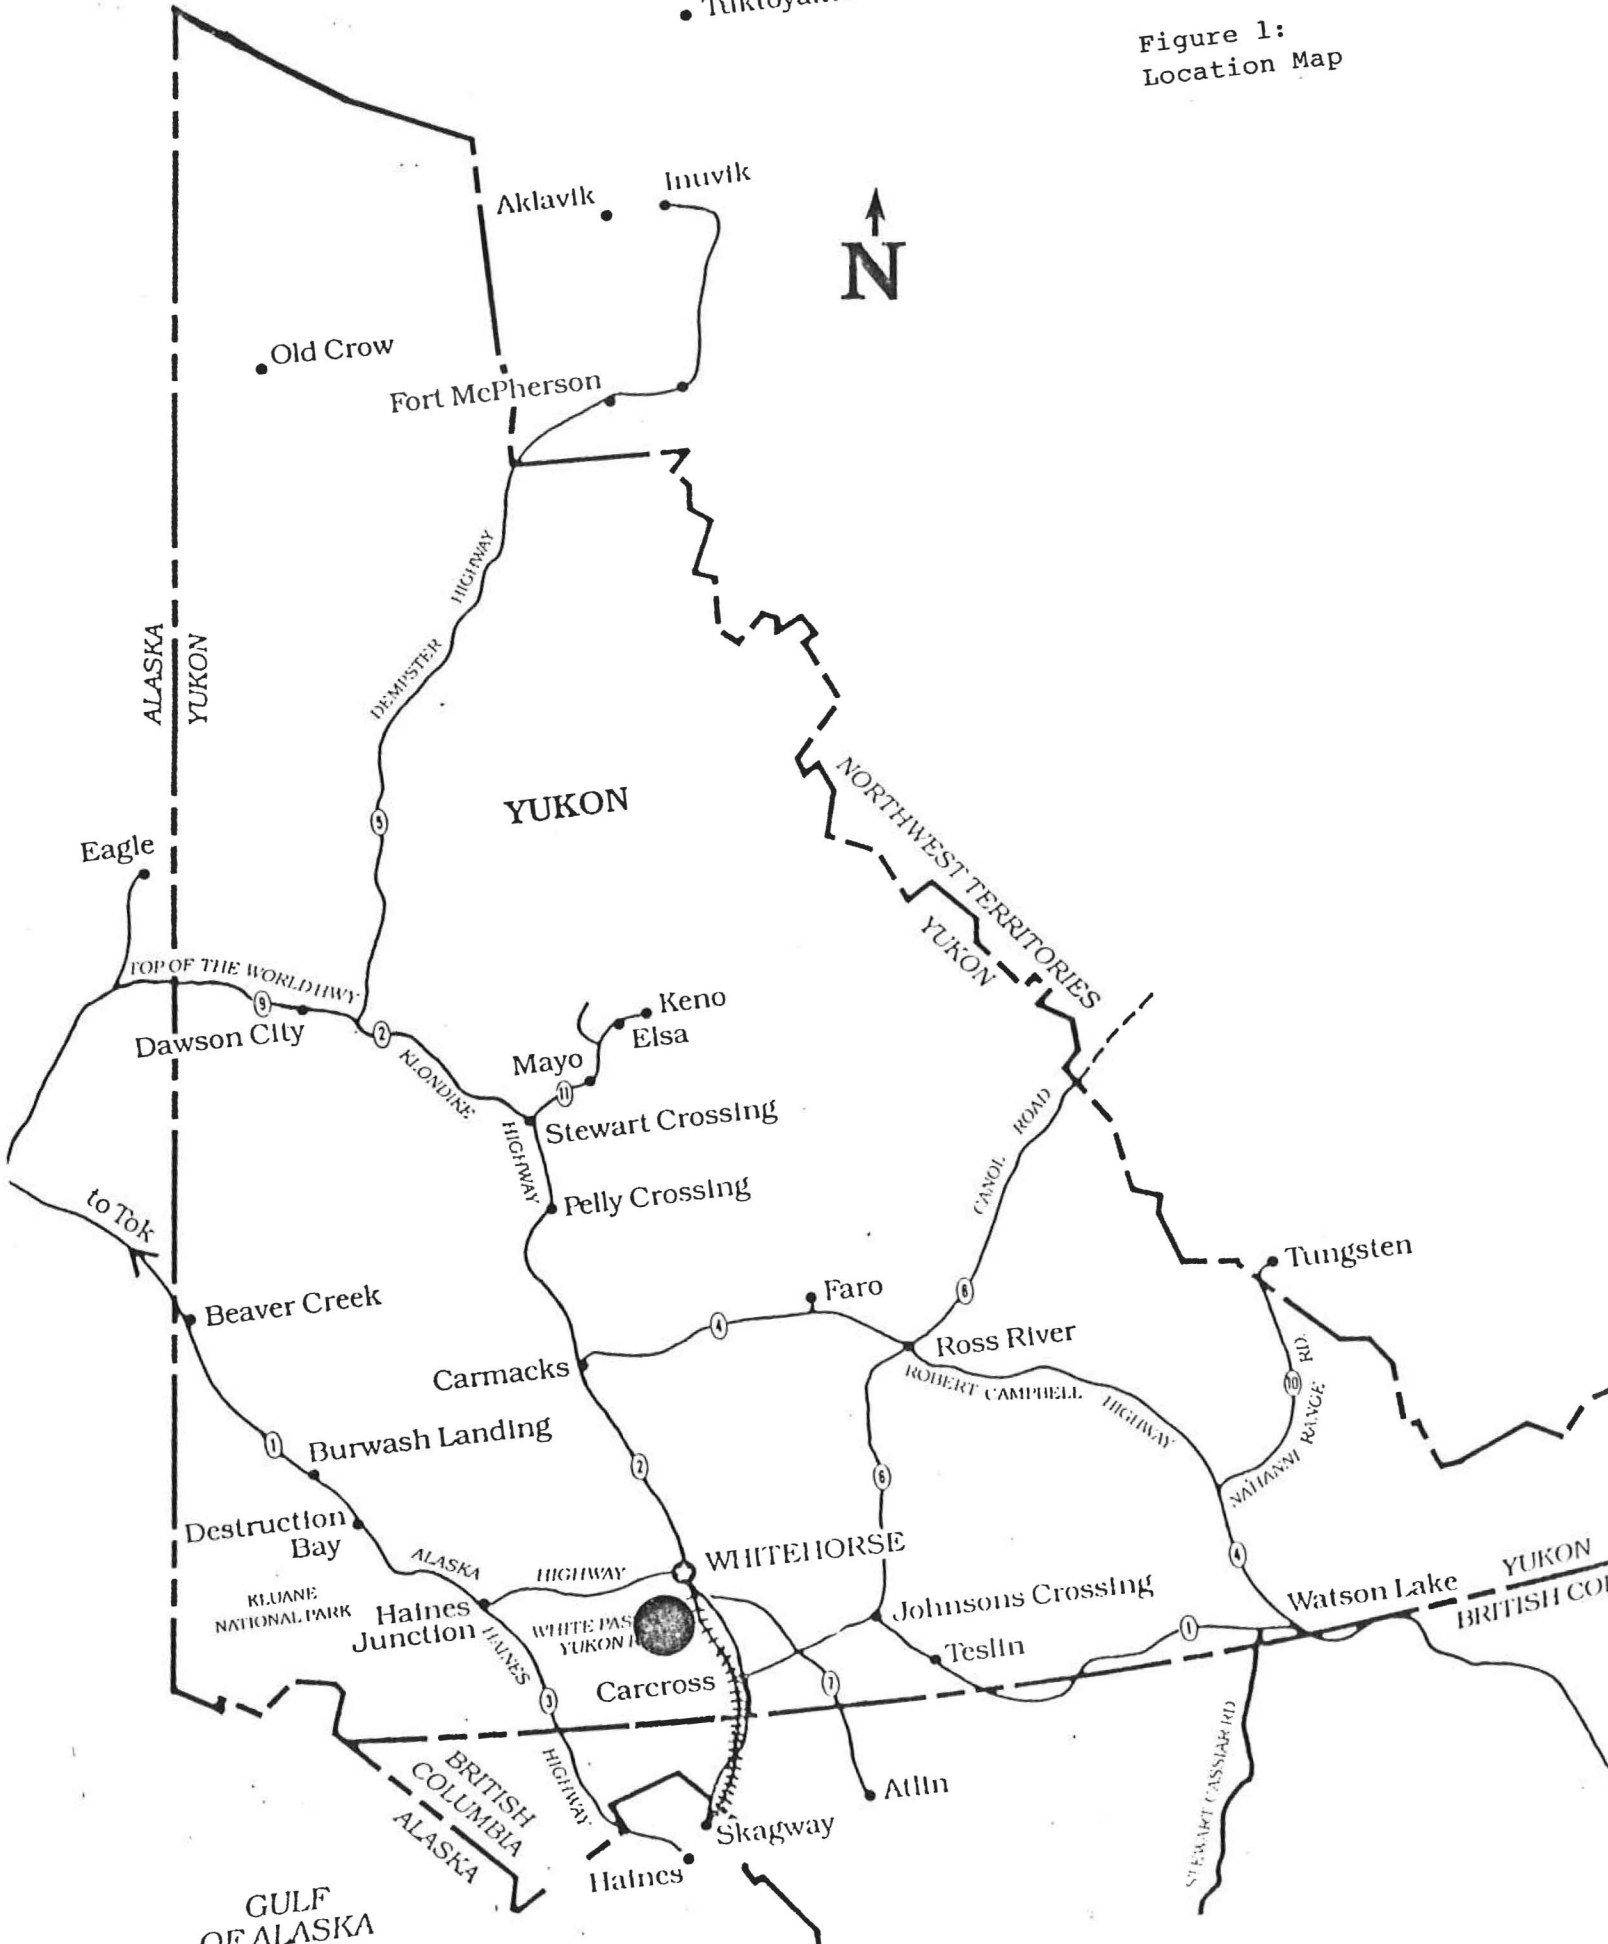 Figure 1:
Location Map
Inuvik
Aklavik
N
Old Crow
Fort McPherson
HIGHWAY
DEMPSTER
ALASKA
YUKON
YUKON
5
NORTHWEST TERRITORIES
YUKON
Eagle
TOP OF THE WORLD HWY
9
Dawson City
2
KLONDIKE
HIGHWAY
Keno
Elsa
Mayo
11
Stewart Crossing
Pelly Crossing
CANOL ROAD
to Tok
Tungsten
Beaver Creek
Faro
6
4
Ross River
Carmacks
ROBERT CAMPBELL HIGHWAY
10
NAHANNI RANGE RD.
1
Burwash Landing
2
6
Destruction
Bay
ALASKA HIGHWAY
WHITEHORSE
4
KLUANE
NATIONAL PARK
Haines
Junction
WHITE PAS
YUKON R
HAINES
HIGHWAY
3
Johnsons Crossing
Teslin
1
Watson Lake
YUKON
BRITISH CO
Carcross
7
BRITISH
COLUMBIA
ALASKA
Atlin
STEWART CASSIAR RD
Skagway
Haines
GULF
OF ALASKA